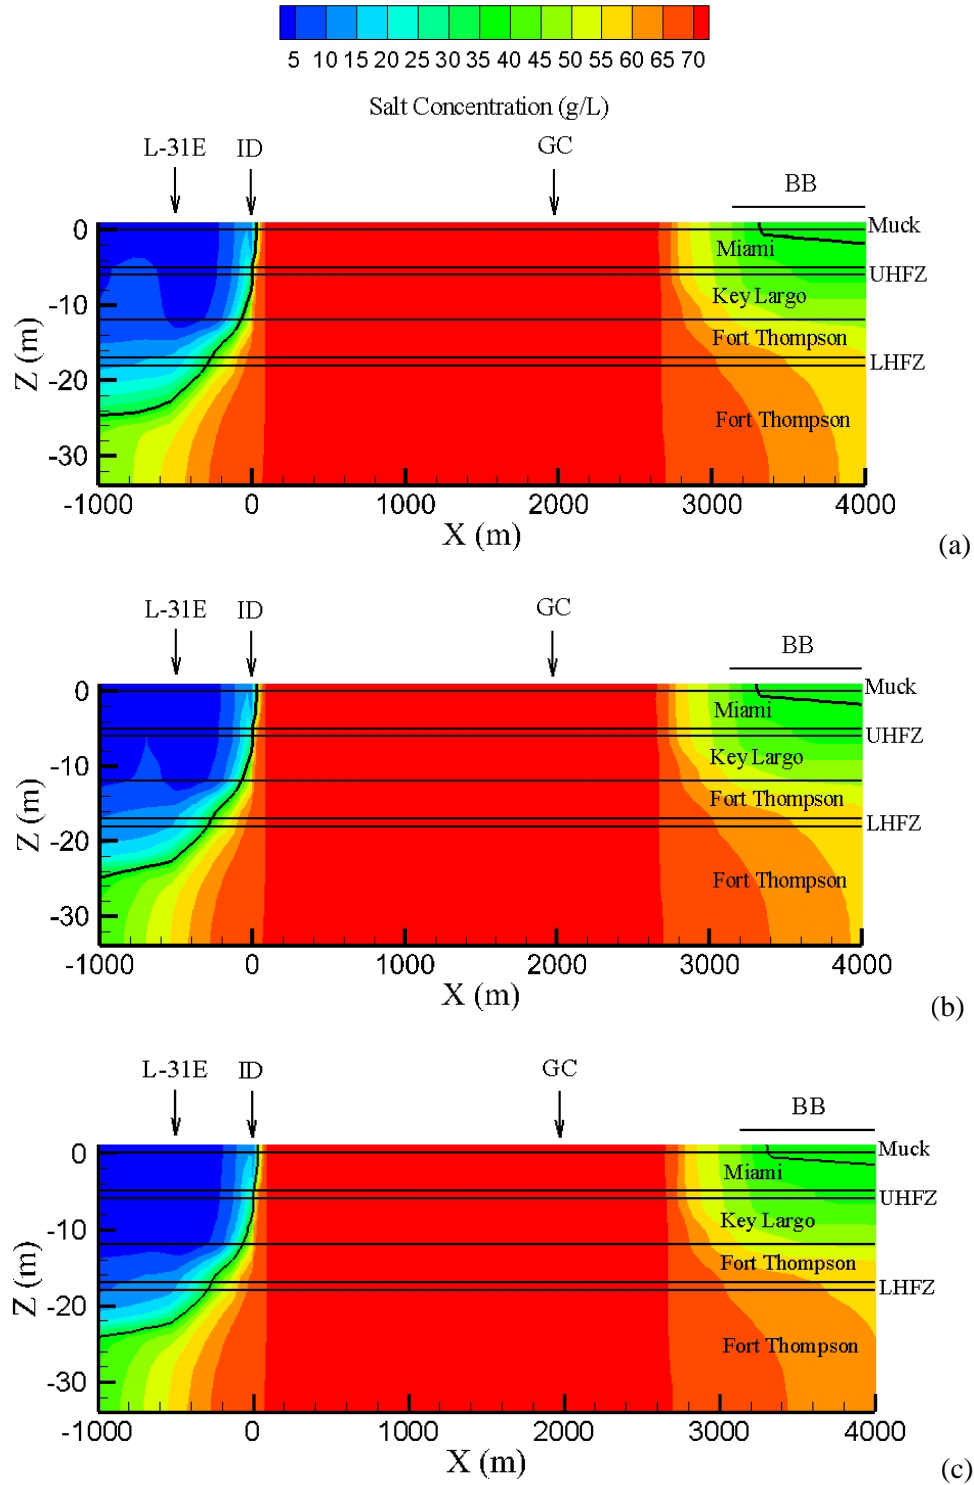 5 10 15 20 25 30 35 40 45 50 55 60 65 70
Salt Concentration (g/L)
L-31E ID GC BB
0 Muck
Miami
UHFZ
-10 Key Largo
Fort Thompson
LHFZ
-20
Fort Thompson
-30
Z (m)
-1000 0 1000 2000 3000 4000
X (m)
(a)
L-31E ID GC BB
0 Muck
Miami
UHFZ
-10 Key Largo
Fort Thompson
LHFZ
-20
Fort Thompson
-30
Z (m)
-1000 0 1000 2000 3000 4000
X (m)
(b)
L-31E ID GC BB
0 Muck
Miami
UHFZ
-10 Key Largo
Fort Thompson
LHFZ
-20
Fort Thompson
-30
Z (m)
-1000 0 1000 2000 3000 4000
X (m)
(c)